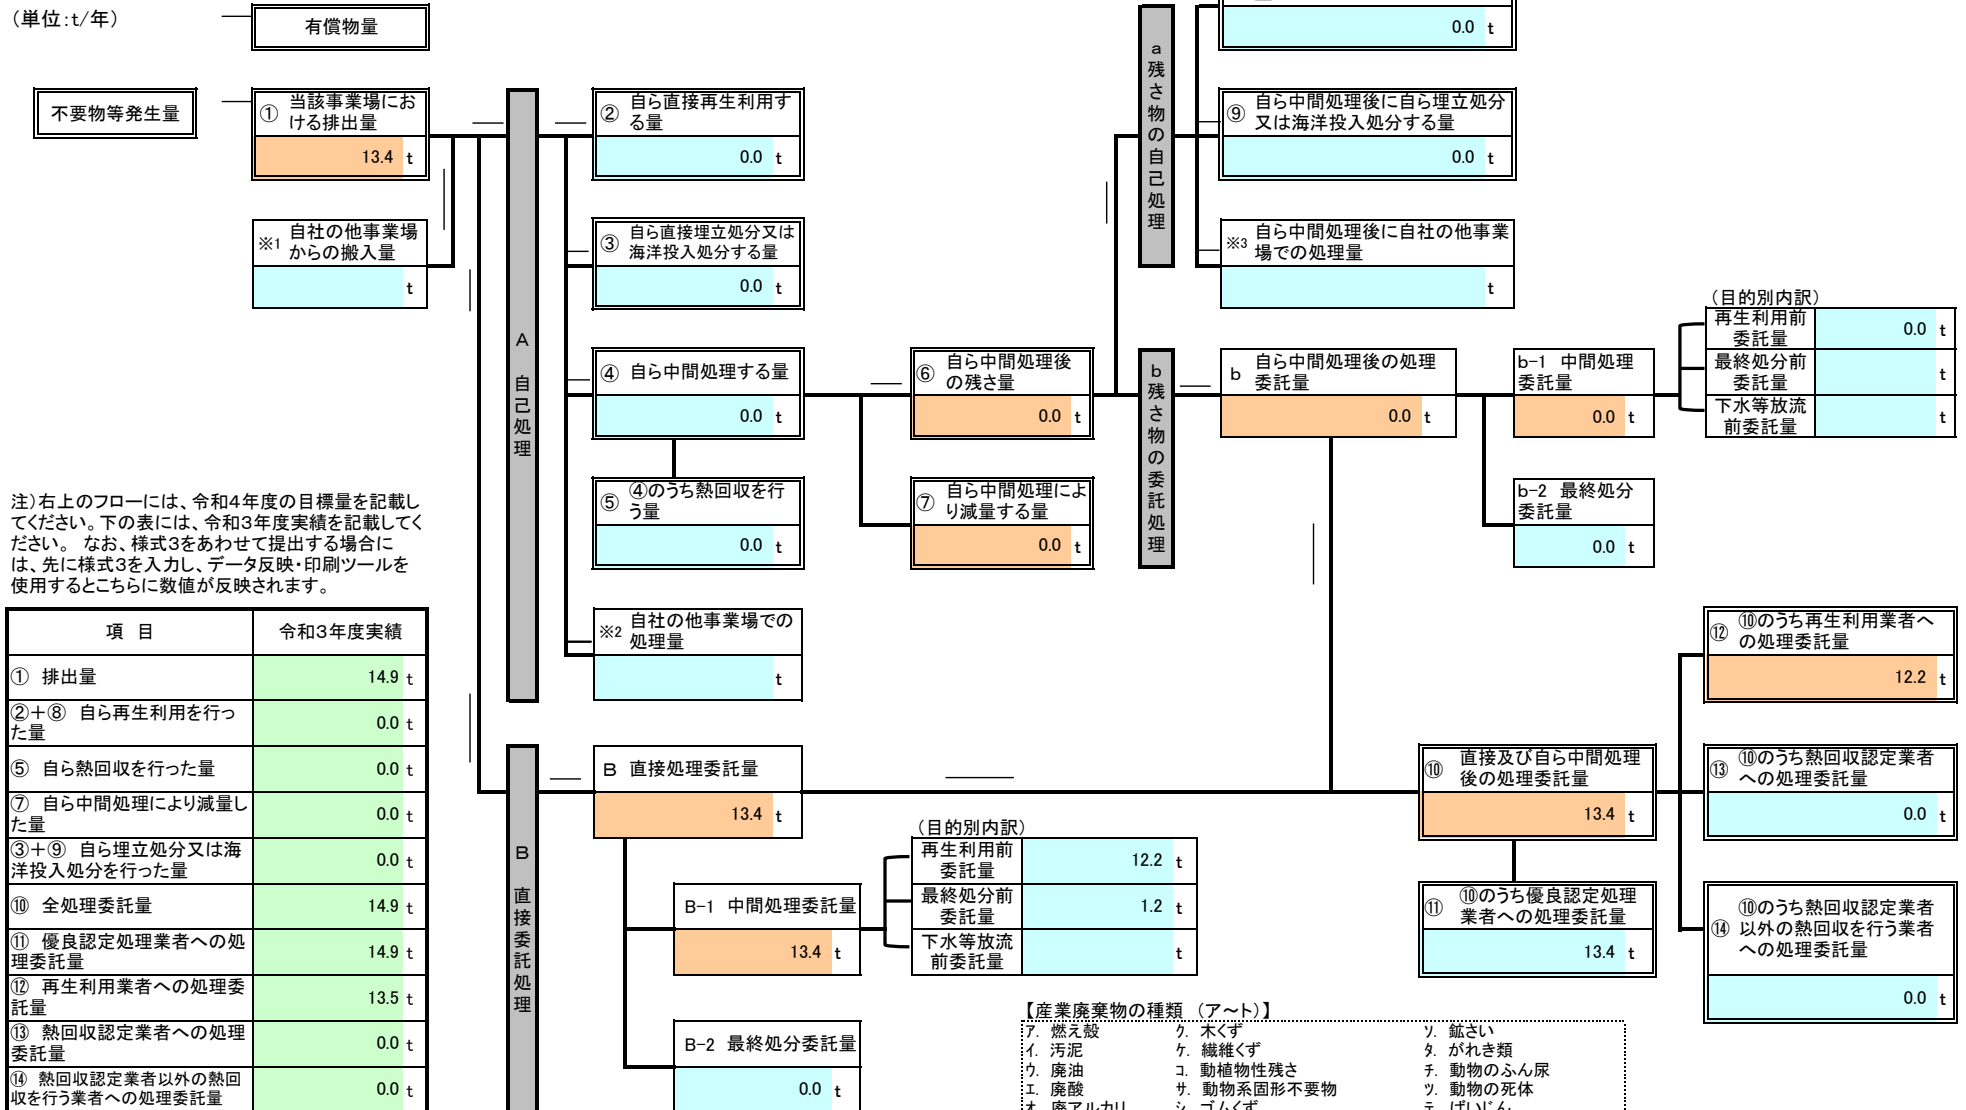 (単位:t/年)
有償物量
不要物等発生量
① 当該事業場にお
ける排出量
13.4 t
※1 自社の他事業場
からの搬入量
t
A 自己処理
② 自ら直接再生利用す
る量
0.0 t
③ 自ら直接埋立処分又は
海洋投入処分する量
0.0 t
④ 自ら中間処理する量
0.0 t
⑤ ④のうち熱回収を行
う量
0.0 t
※2 自社の他事業場での
処理量
t
⑥ 自ら中間処理後
の残さ量
0.0 t
⑦ 自ら中間処理によ
り減量する量
0.0 t
a 残さ物の自己処理
0.0 t
⑨ 自ら中間処理後に自ら埋立処分
又は海洋投入処分する量
0.0 t
※3 自ら中間処理後に自社の他事業
場での処理量
t
b 残さ物の委託処理
b 自ら中間処理後の処理
委託量
0.0 t
b-1 中間処理
委託量
0.0 t
b-2 最終処分
委託量
0.0 t
(目的別内訳)
再生利用前
委託量
0.0 t
最終処分前
委託量
t
下水等放流
前委託量
t
注)右上のフローには、令和4年度の目標量を記載し
てください。下の表には、令和3年度実績を記載してく
ださい。 なお、様式3をあわせて提出する場合に
は、先に様式3を入力し、データ反映・印刷ツールを
使用するとこちらに数値が反映されます。
項 目 令和3年度実績
① 排出量 14.9 t
②+⑧ 自ら再生利用を行っ
た量
0.0 t
⑤ 自ら熱回収を行った量 0.0 t
⑦ 自ら中間処理により減量し
た量
0.0 t
③+⑨ 自ら埋立処分又は海
洋投入処分を行った量
0.0 t
⑩ 全処理委託量 14.9 t
⑪ 優良認定処理業者への処
理委託量
14.9 t
⑫ 再生利用業者への処理委
託量
13.5 t
⑬ 熱回収認定業者への処理
委託量
0.0 t
⑭ 熱回収認定業者以外の熱回
収を行う業者への処理委託量
0.0 t
B 直接委託処理
B 直接処理委託量
13.4 t
B-1 中間処理委託量
13.4 t
B-2 最終処分委託量
0.0 t
(目的別内訳)
再生利用前
委託量
12.2 t
最終処分前
委託量
1.2 t
下水等放流
前委託量
t
⑩ 直接及び自ら中間処理
後の処理委託量
13.4 t
⑪ ⑩のうち優良認定処理
業者への処理委託量
13.4 t
⑫ ⑩のうち再生利用業者へ
の処理委託量
12.2 t
⑬ ⑩のうち熱回収認定業者
への処理委託量
0.0 t
⑭ ⑩のうち熱回収認定業者
以外の熱回収を行う業者
への処理委託量
0.0 t
【産業廃棄物の種類 (ア~ト)】
ア. 燃え殻 ク. 木くず ソ. 鉱さい
イ. 汚泥 ケ. 繊維くず タ. がれき類
ウ. 廃油 コ. 動植物性残さ チ. 動物のふん尿
エ. 廃酸 サ. 動物系固形不要物 ツ. 動物の死体
オ. 廃アルカリ シ. ゴムくず テ. ばいじん